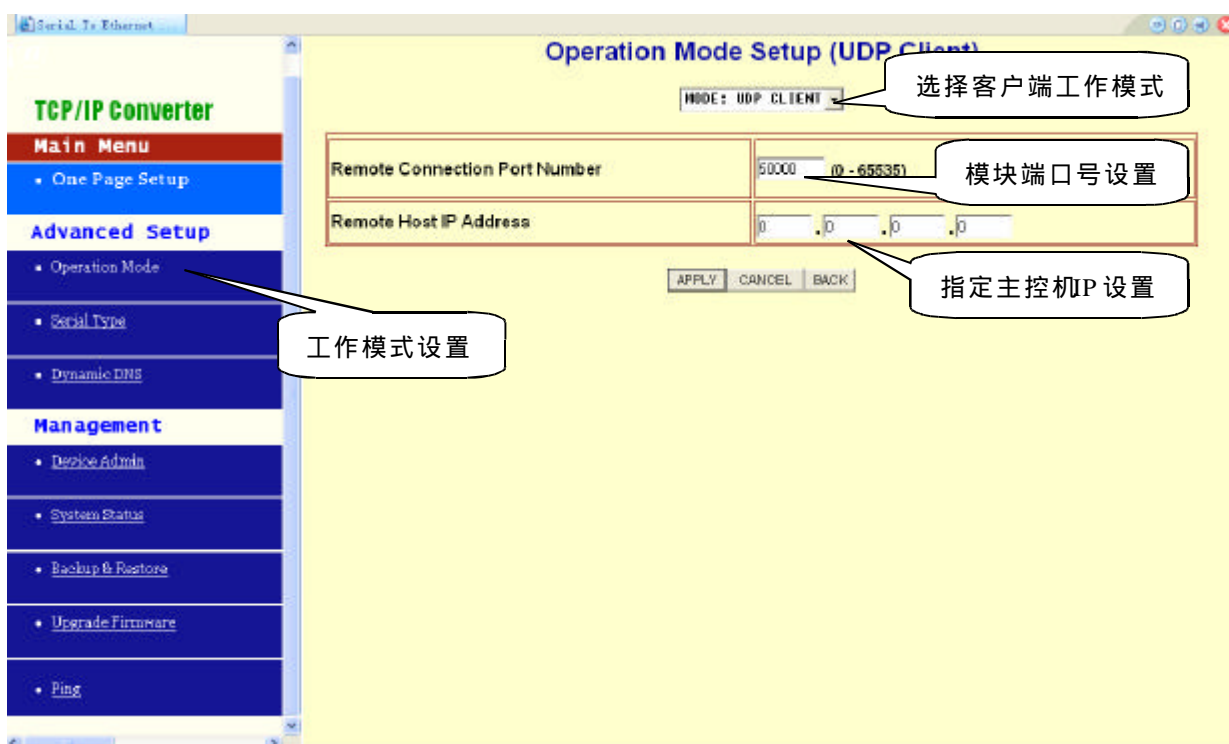 Serial To Ethernet ...
TCP/IP Converter
Main Menu
One Page Setup
Advanced Setup
Operation Mode
Serial Type
Dynamic DNS
Management
Device Admin
System Status
Backup & Restore
Upgrade Firmware
Ping
Operation Mode Setup (UDP Client)
MODE: UDP CLIENT
选择客户端工作模式
Remote Connection Port Number
50000 (0 - 65535)
模块端口号设置
Remote Host IP Address
0 . 0 . 0 . 0
指定主控机IP 设置
APPLY CANCEL BACK
工作模式设置